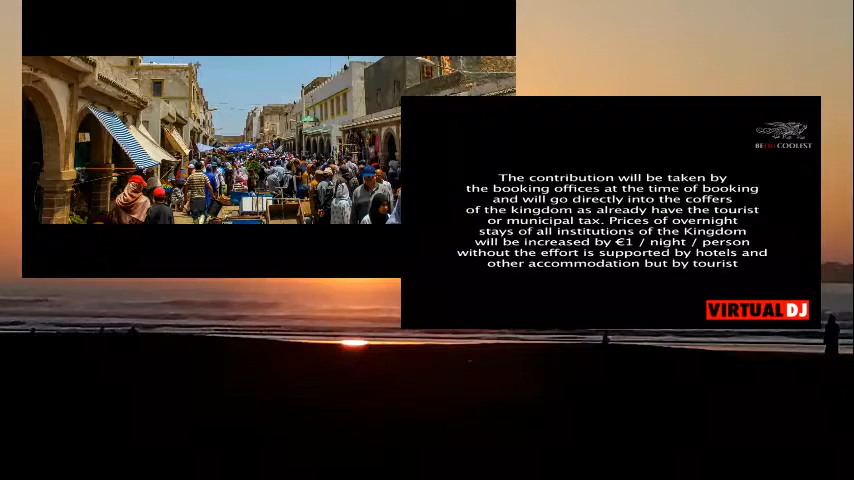 BETHECOOLEST
The contribution will be taken by
the booking offices at the time of booking
and will go directly into the coffers
of the kingdom as already have the tourist
or municipal tax. Prices of overnight
stays of all institutions of the Kingdom
will be increased by €1 / night / person
without the effort is supported by hotels and
other accommodation but by tourist
VIRTUALDJ